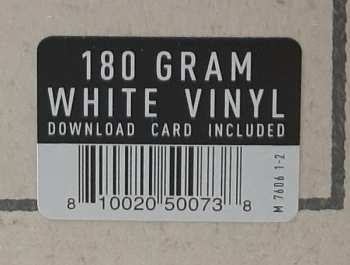 180 GRAM
WHITE VINYL
DOWNLOAD CARD INCLUDED
8 10020 50073 8
M 7606 1-2